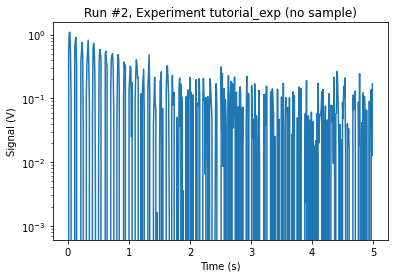 Run #2, Experiment tutorial_exp (no sample)
Signal (V)
10⁰
10⁻¹
10⁻²
10⁻³
0 1 2 3 4 5
Time (s)